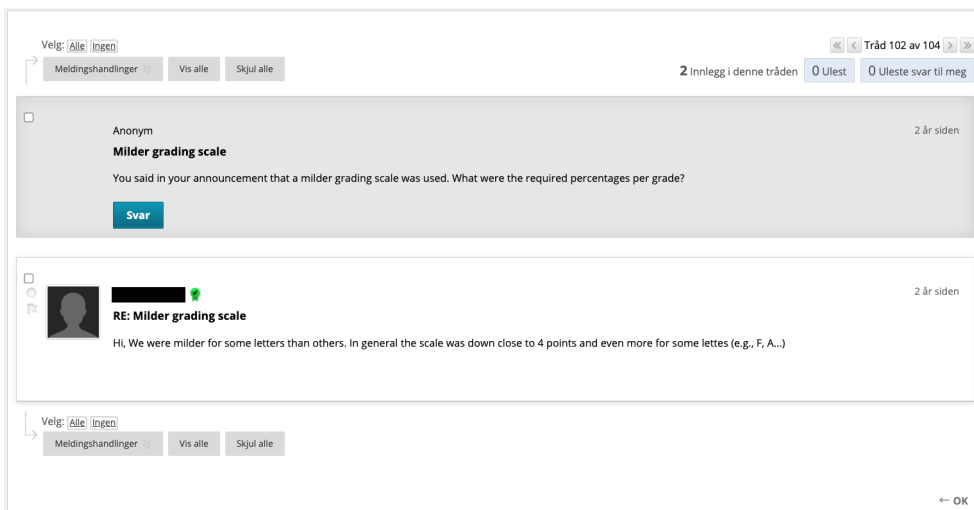 Velg: Alle Ingen
« < Tråd 102 av 104 > »
Meldingshandlinger Vis alle Skjul alle
2 Innlegg i denne tråden 0 Ulest 0 Uleste svar til meg
Anonym
2 år siden
Milder grading scale
You said in your announcement that a milder grading scale was used. What were the required percentages per grade?
Svar
2 år siden
RE: Milder grading scale
Hi, We were milder for some letters than others. In general the scale was down close to 4 points and even more for some lettes (e.g., F, A...)
Velg: Alle Ingen
Meldingshandlinger Vis alle Skjul alle
← OK